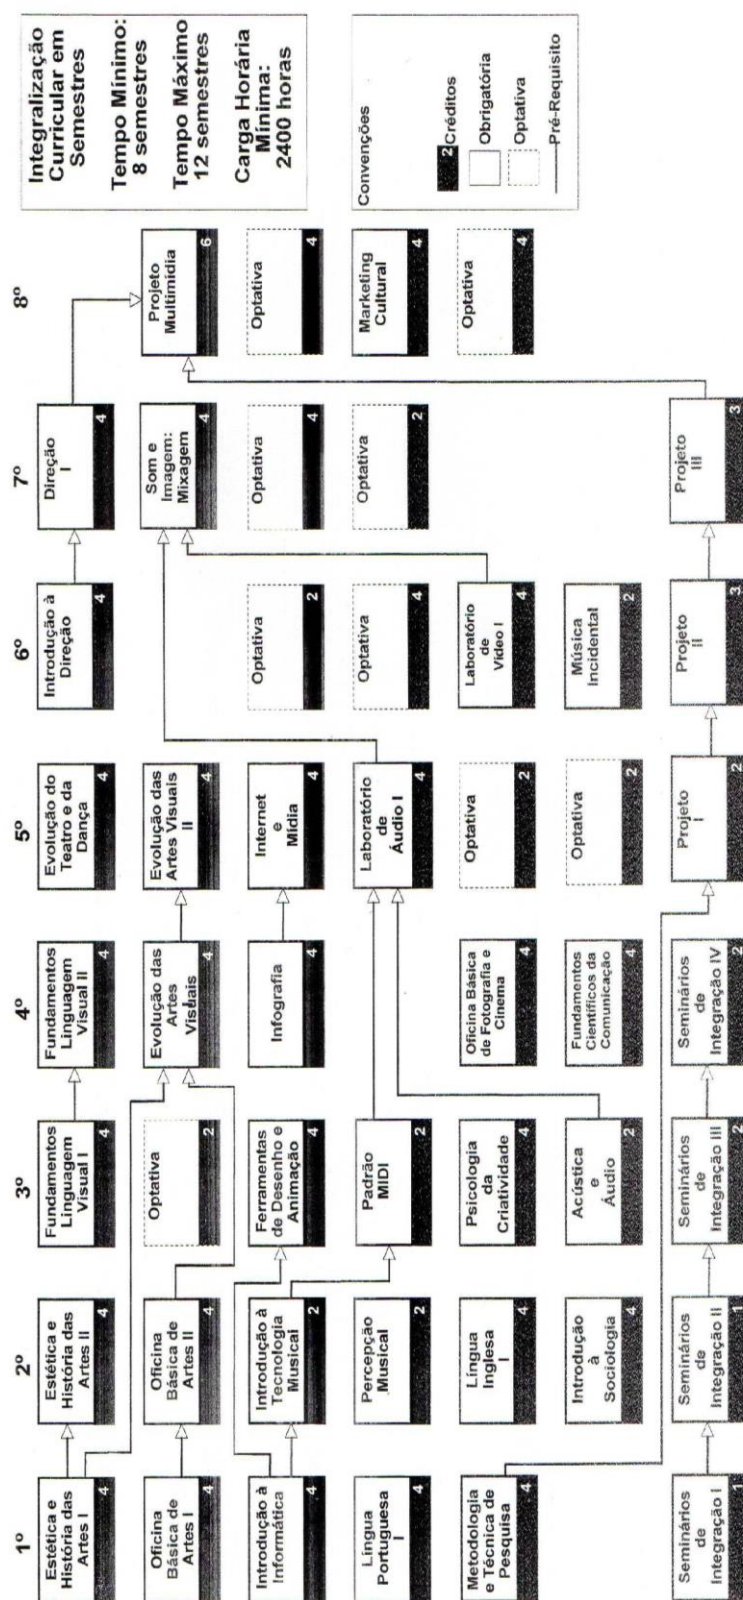 1º
Estética e
História das
Artes I
4
Oficina
Básica de
Artes I
4
Introdução à
Informática
4
Língua
Portuguesa
I
4
Metodologia
e Técnica de
Pesquisa
4
Seminários
de
Integração I
1
2º
Estética e
História das
Artes II
4
Oficina
Básica de
Artes II
4
Introdução à
Tecnologia
Musical
2
Percepção
Musical
2
Língua
Inglesa
I
4
Introdução
à
Sociologia
4
Seminários
de
Integração II
1
3º
Fundamentos
Linguagem
Visual I
4
Optativa
2
Ferramentas
de Desenho e
Animação
4
Padrão
MIDI
2
Psicologia
da
Criatividade
4
Acústica
e
Áudio
2
Seminários
de
Integração III
2
4º
Fundamentos
Linguagem
Visual II
4
Evolução das
Artes
I
Visuais
4
Infografia
4
Oficina Básica
de Fotografia e
Cinema
4
Fundamentos
Científicos da
Comunicação
4
Seminários
de
Integração IV
2
5º
Evolução do
Teatro e da
Dança
4
Evolução das
Artes Visuais
II
4
Internet
e
Mídia
4
Laboratório
de
Áudio I
4
Optativa
2
Optativa
2
Projeto
I
2
6º
Introdução à
Direção
4
Optativa
2
Optativa
4
Laboratório
de
Vídeo I
4
Música
Incidental
2
Projeto
II
3
7º
Direção
I
4
Som e
Imagem:
Mixagem
4
Optativa
4
Optativa
2
Projeto
III
3
8º
Projeto
Multimídia
6
Optativa
4
Marketing
Cultural
4
Optativa
4
Integralização
Curricular em
Semestres
Tempo Mínimo:
8 semestres
Tempo Máximo
12 semestres
Carga Horária
Mínima:
2400 horas
Convenções
2 Créditos
Obrigatória
Optativa
Pré-Requisito